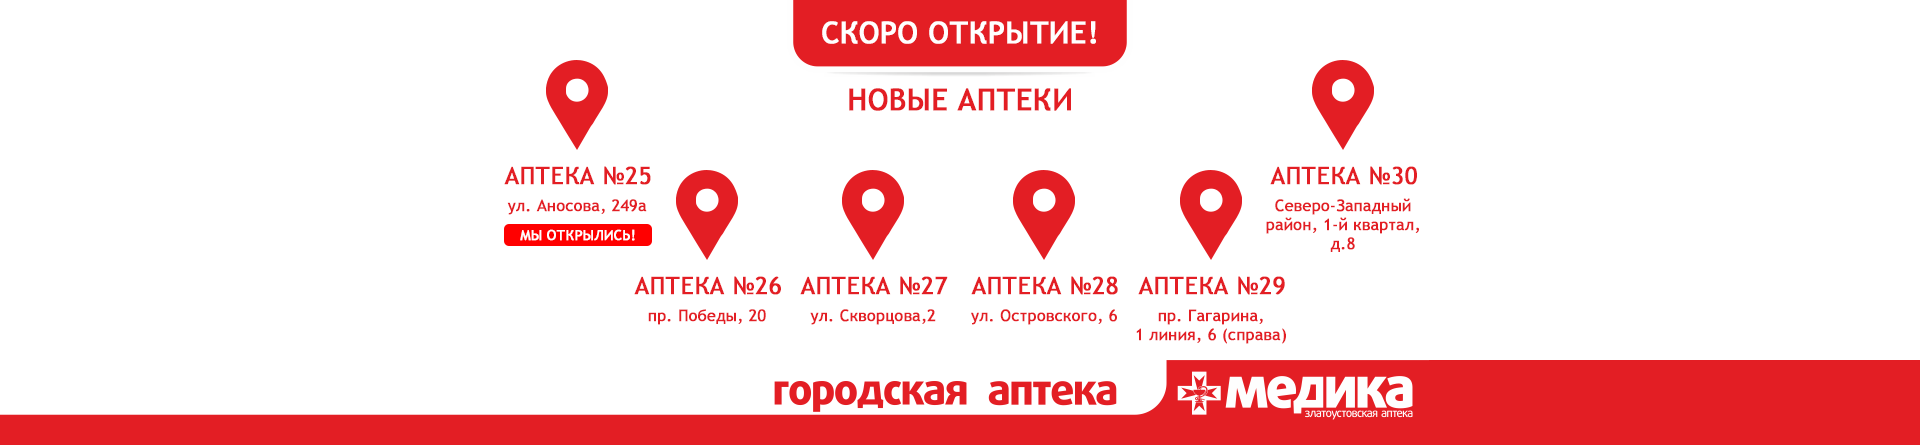 СКОРО ОТКРЫТИЕ!
НОВЫЕ АПТЕКИ
АПТЕКА №25
ул. Аносова, 249а
МЫ ОТКРЫЛИСЬ!
АПТЕКА №26
пр. Победы, 20
АПТЕКА №27
ул. Скворцова,2
АПТЕКА №28
ул. Островского, 6
АПТЕКА №29
пр. Гагарина,
1 линия, 6 (справа)
АПТЕКА №30
Северо-Западный
район, 1-й квартал,
д.8
городская аптека
медика
златоустовская аптека